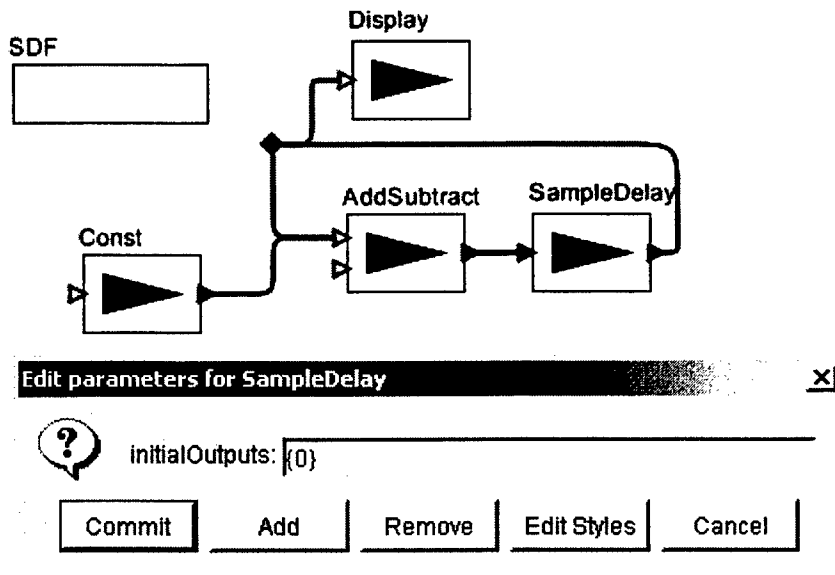 Display
SDF
AddSubtract
SampleDelay
Const
Edit parameters for SampleDelay
initialOutputs: {0}
Commit Add Remove Edit Styles Cancel